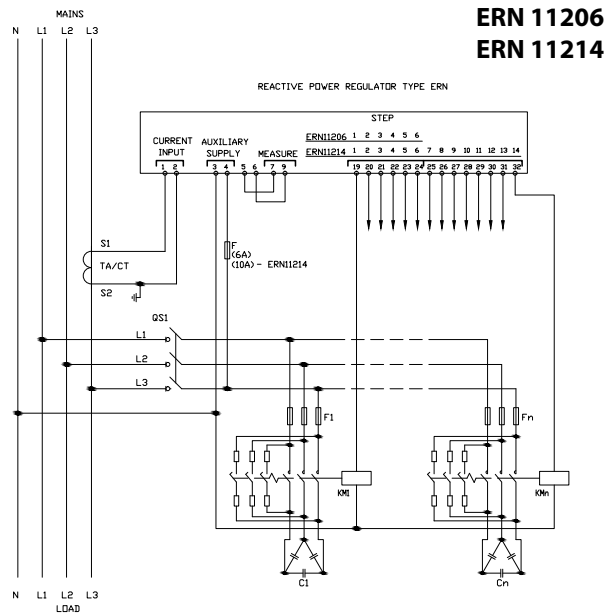 ERN 11206
ERN 11214
MAINS
N L1 L2 L3
REACTIVE POWER REGULATOR TYPE ERN
STEP
ERN11206 1 2 3 4 5 6
CURRENT INPUT
AUXILIARY SUPPLY
MEASURE
ERN11214 1 2 3 4 5 6 7 8 9 10 11 12 13 14
1 2 3 4 5 6 7 9 19 20 21 22 23 24 25 26 27 28 29 30 31 32
S1
TA/CT
S2
F
(6A)
(10A) - ERN11214
QS1
L1
L2
L3
F1
Fn
KM1
KMn
C1
Cn
N L1 L2 L3
LOAD